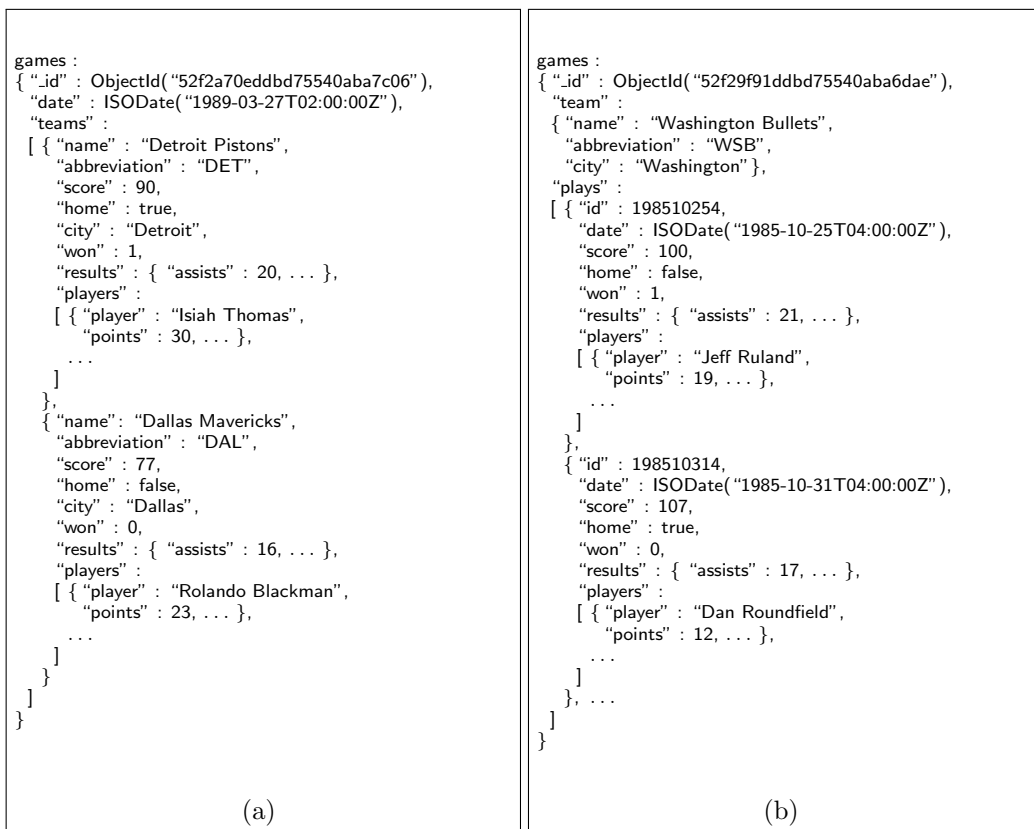 games :
{ “_id” : ObjectId(“52f2a70eddbd75540aba7c06”),
“date” : ISODate(“1989-03-27T02:00:00Z”),
“teams” :
[ { “name” : “Detroit Pistons”,
“abbreviation” : “DET”,
“score” : 90,
“home” : true,
“city” : “Detroit”,
“won” : 1,
“results” : { “assists” : 20, . . . },
“players” :
[ { “player” : “Isiah Thomas”,
“points” : 30, . . . },
. . .
]
},
{ “name”: “Dallas Mavericks”,
“abbreviation” : “DAL”,
“score” : 77,
“home” : false,
“city” : “Dallas”,
“won” : 0,
“results” : { “assists” : 16, . . . },
“players” :
[ { “player” : “Rolando Blackman”,
“points” : 23, . . . },
. . .
]
}
]
}
(a)
games :
{ “_id” : ObjectId(“52f29f91ddbd75540aba6dae”),
“team” :
{ “name” : “Washington Bullets”,
“abbreviation” : “WSB”,
“city” : “Washington”},
“plays” :
[ { “id” : 198510254,
“date” : ISODate(“1985-10-25T04:00:00Z”),
“score” : 100,
“home” : false,
“won” : 1,
“results” : { “assists” : 21, . . . },
“players” :
[ { “player” : “Jeff Ruland”,
“points” : 19, . . . },
. . .
]
},
{ “id” : 198510314,
“date” : ISODate(“1985-10-31T04:00:00Z”),
“score” : 107,
“home” : true,
“won” : 0,
“results” : { “assists” : 17, . . . },
“players” :
[ { “player” : “Dan Roundfield”,
“points” : 12, . . . },
. . .
]
}, . . .
]
}
(b)